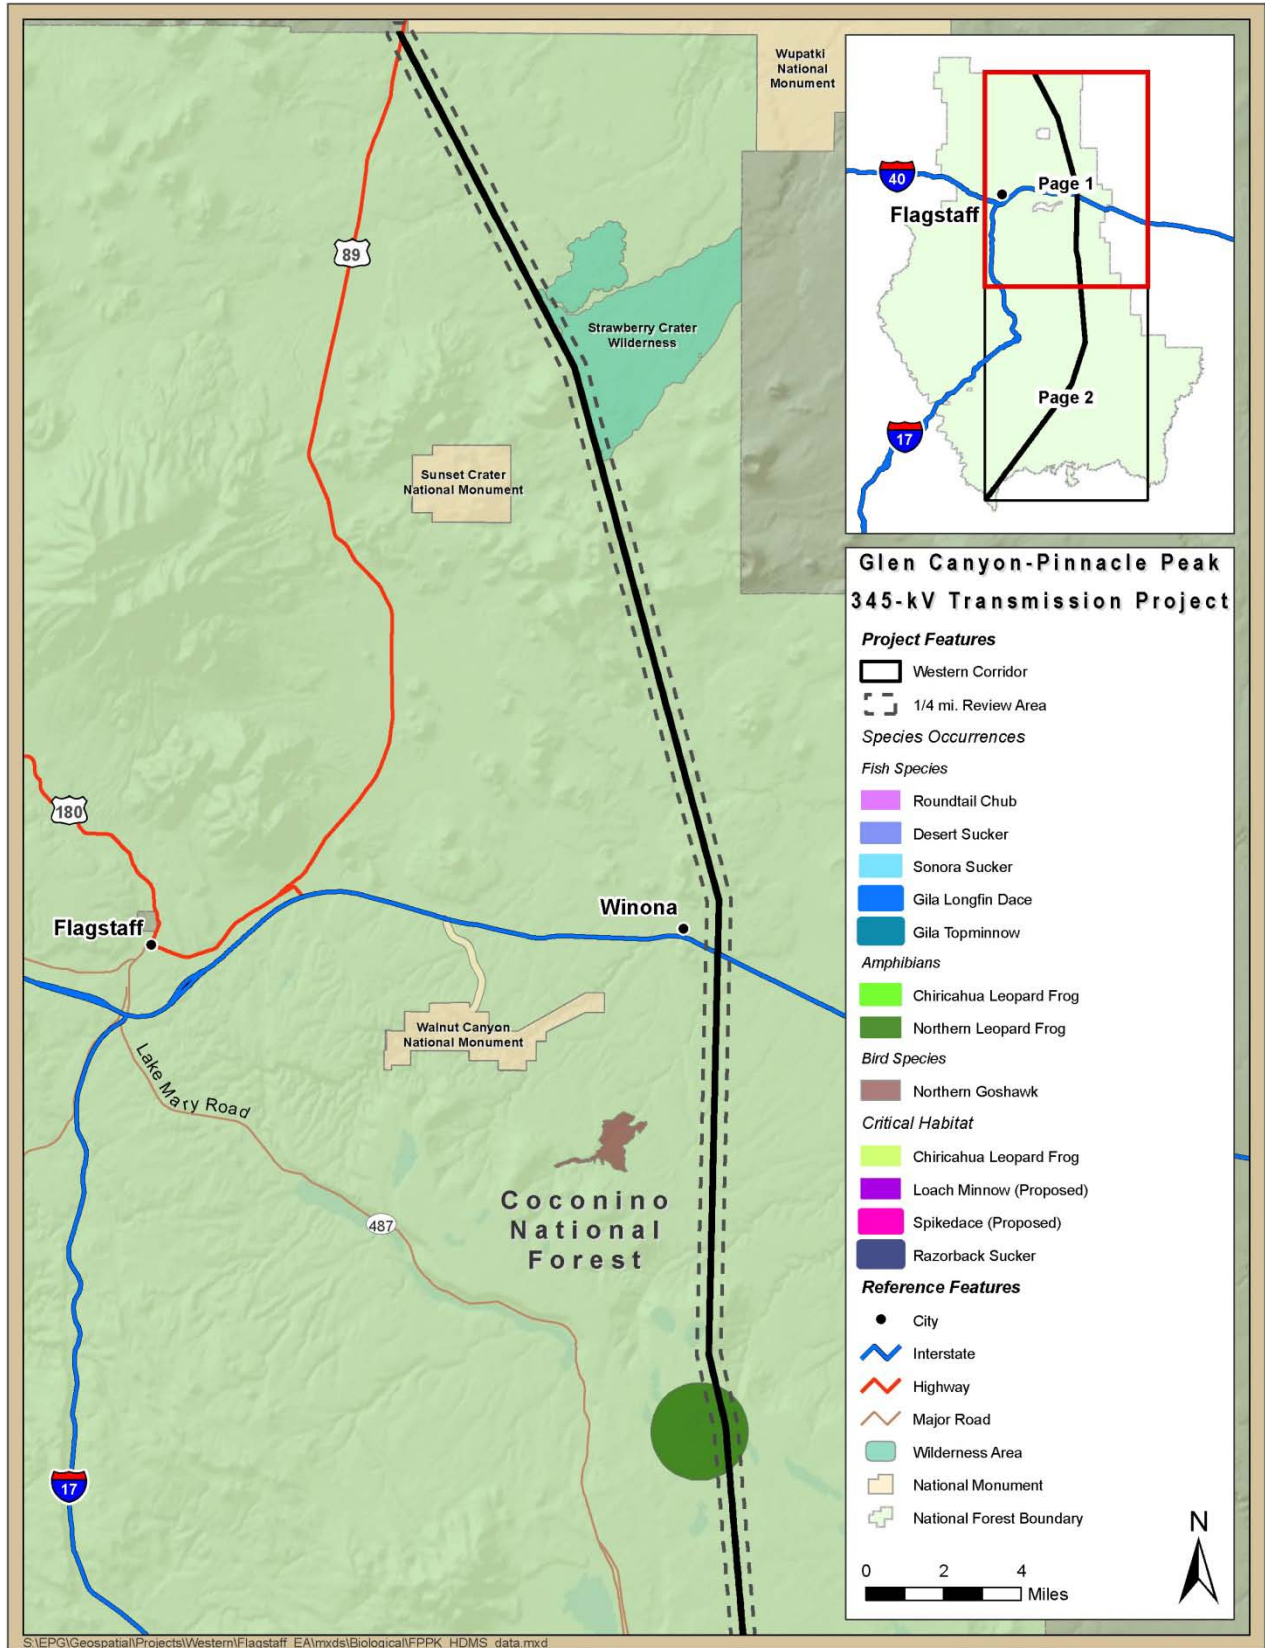 Wupatki
National
Monument
89
Strawberry Crater
Wilderness
Sunset Crater
National Monument
180
Flagstaff
Winona
Walnut Canyon
National Monument
Lake Mary Road
Coconino
National
Forest
487
17
40
Page 1
Flagstaff
Page 2
17
Glen Canyon-Pinnacle Peak
345-kV Transmission Project
Project Features
Western Corridor
1/4 mi. Review Area
Species Occurrences
Fish Species
Roundtail Chub
Desert Sucker
Sonora Sucker
Gila Longfin Dace
Gila Topminnow
Amphibians
Chiricahua Leopard Frog
Northern Leopard Frog
Bird Species
Northern Goshawk
Critical Habitat
Chiricahua Leopard Frog
Loach Minnow (Proposed)
Spikedace (Proposed)
Razorback Sucker
Reference Features
City
Interstate
Highway
Major Road
Wilderness Area
National Monument
National Forest Boundary
N
0 2 4
Miles
S:\EPG\Geospatial\Projects\Western\Flagstaff_EA\mxds\Biological\FPPK_HDMS_data.mxd